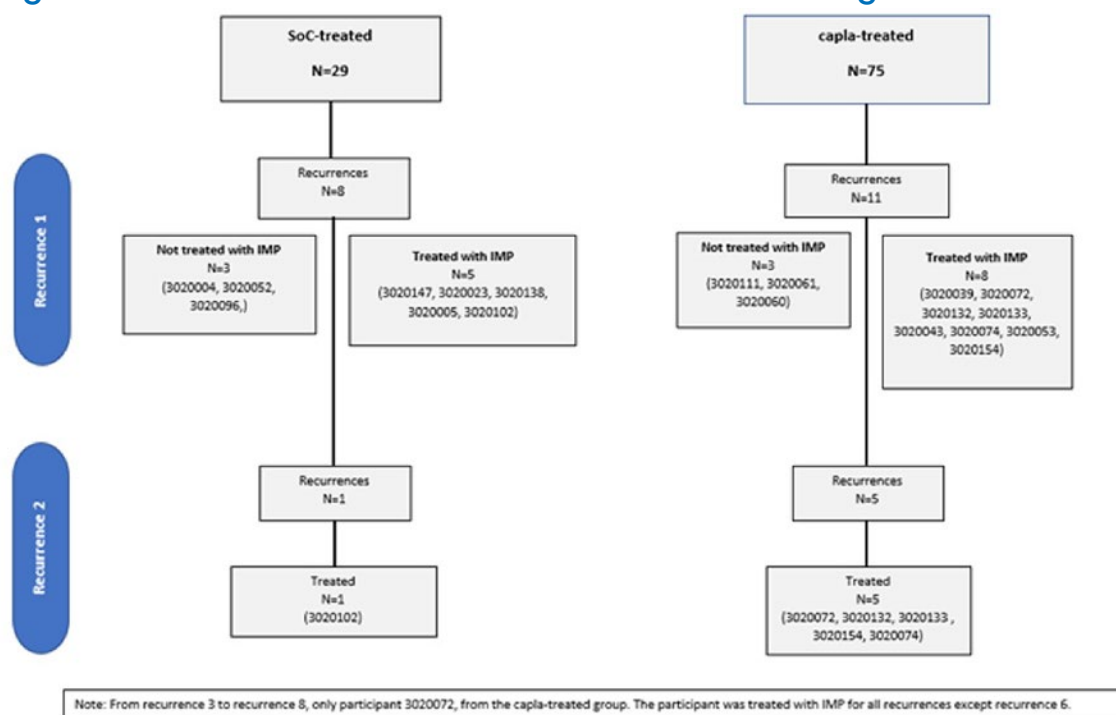 SoC-treated
N=29
capla-treated
N=75
Recurrence 1
Recurrences
N=8
Recurrences
N=11
Not treated with IMP
N=3
(3020004, 3020052,
3020096,)
Treated with IMP
N=5
(3020147, 3020023, 3020138,
3020005, 3020102)
Not treated with IMP
N=3
(3020111, 3020061,
3020060)
Treated with IMP
N=8
(3020039, 3020072,
3020132, 3020133,
3020043, 3020074, 3020053,
3020154)
Recurrence 2
Recurrences
N=1
Recurrences
N=5
Treated
N=1
(3020102)
Treated
N=5
(3020072, 3020132, 3020133 ,
3020154, 3020074)
Note: From recurrence 3 to recurrence 8, only participant 3020072, from the capla-treated group. The participant was treated with IMP for all recurrences except recurrence 6.